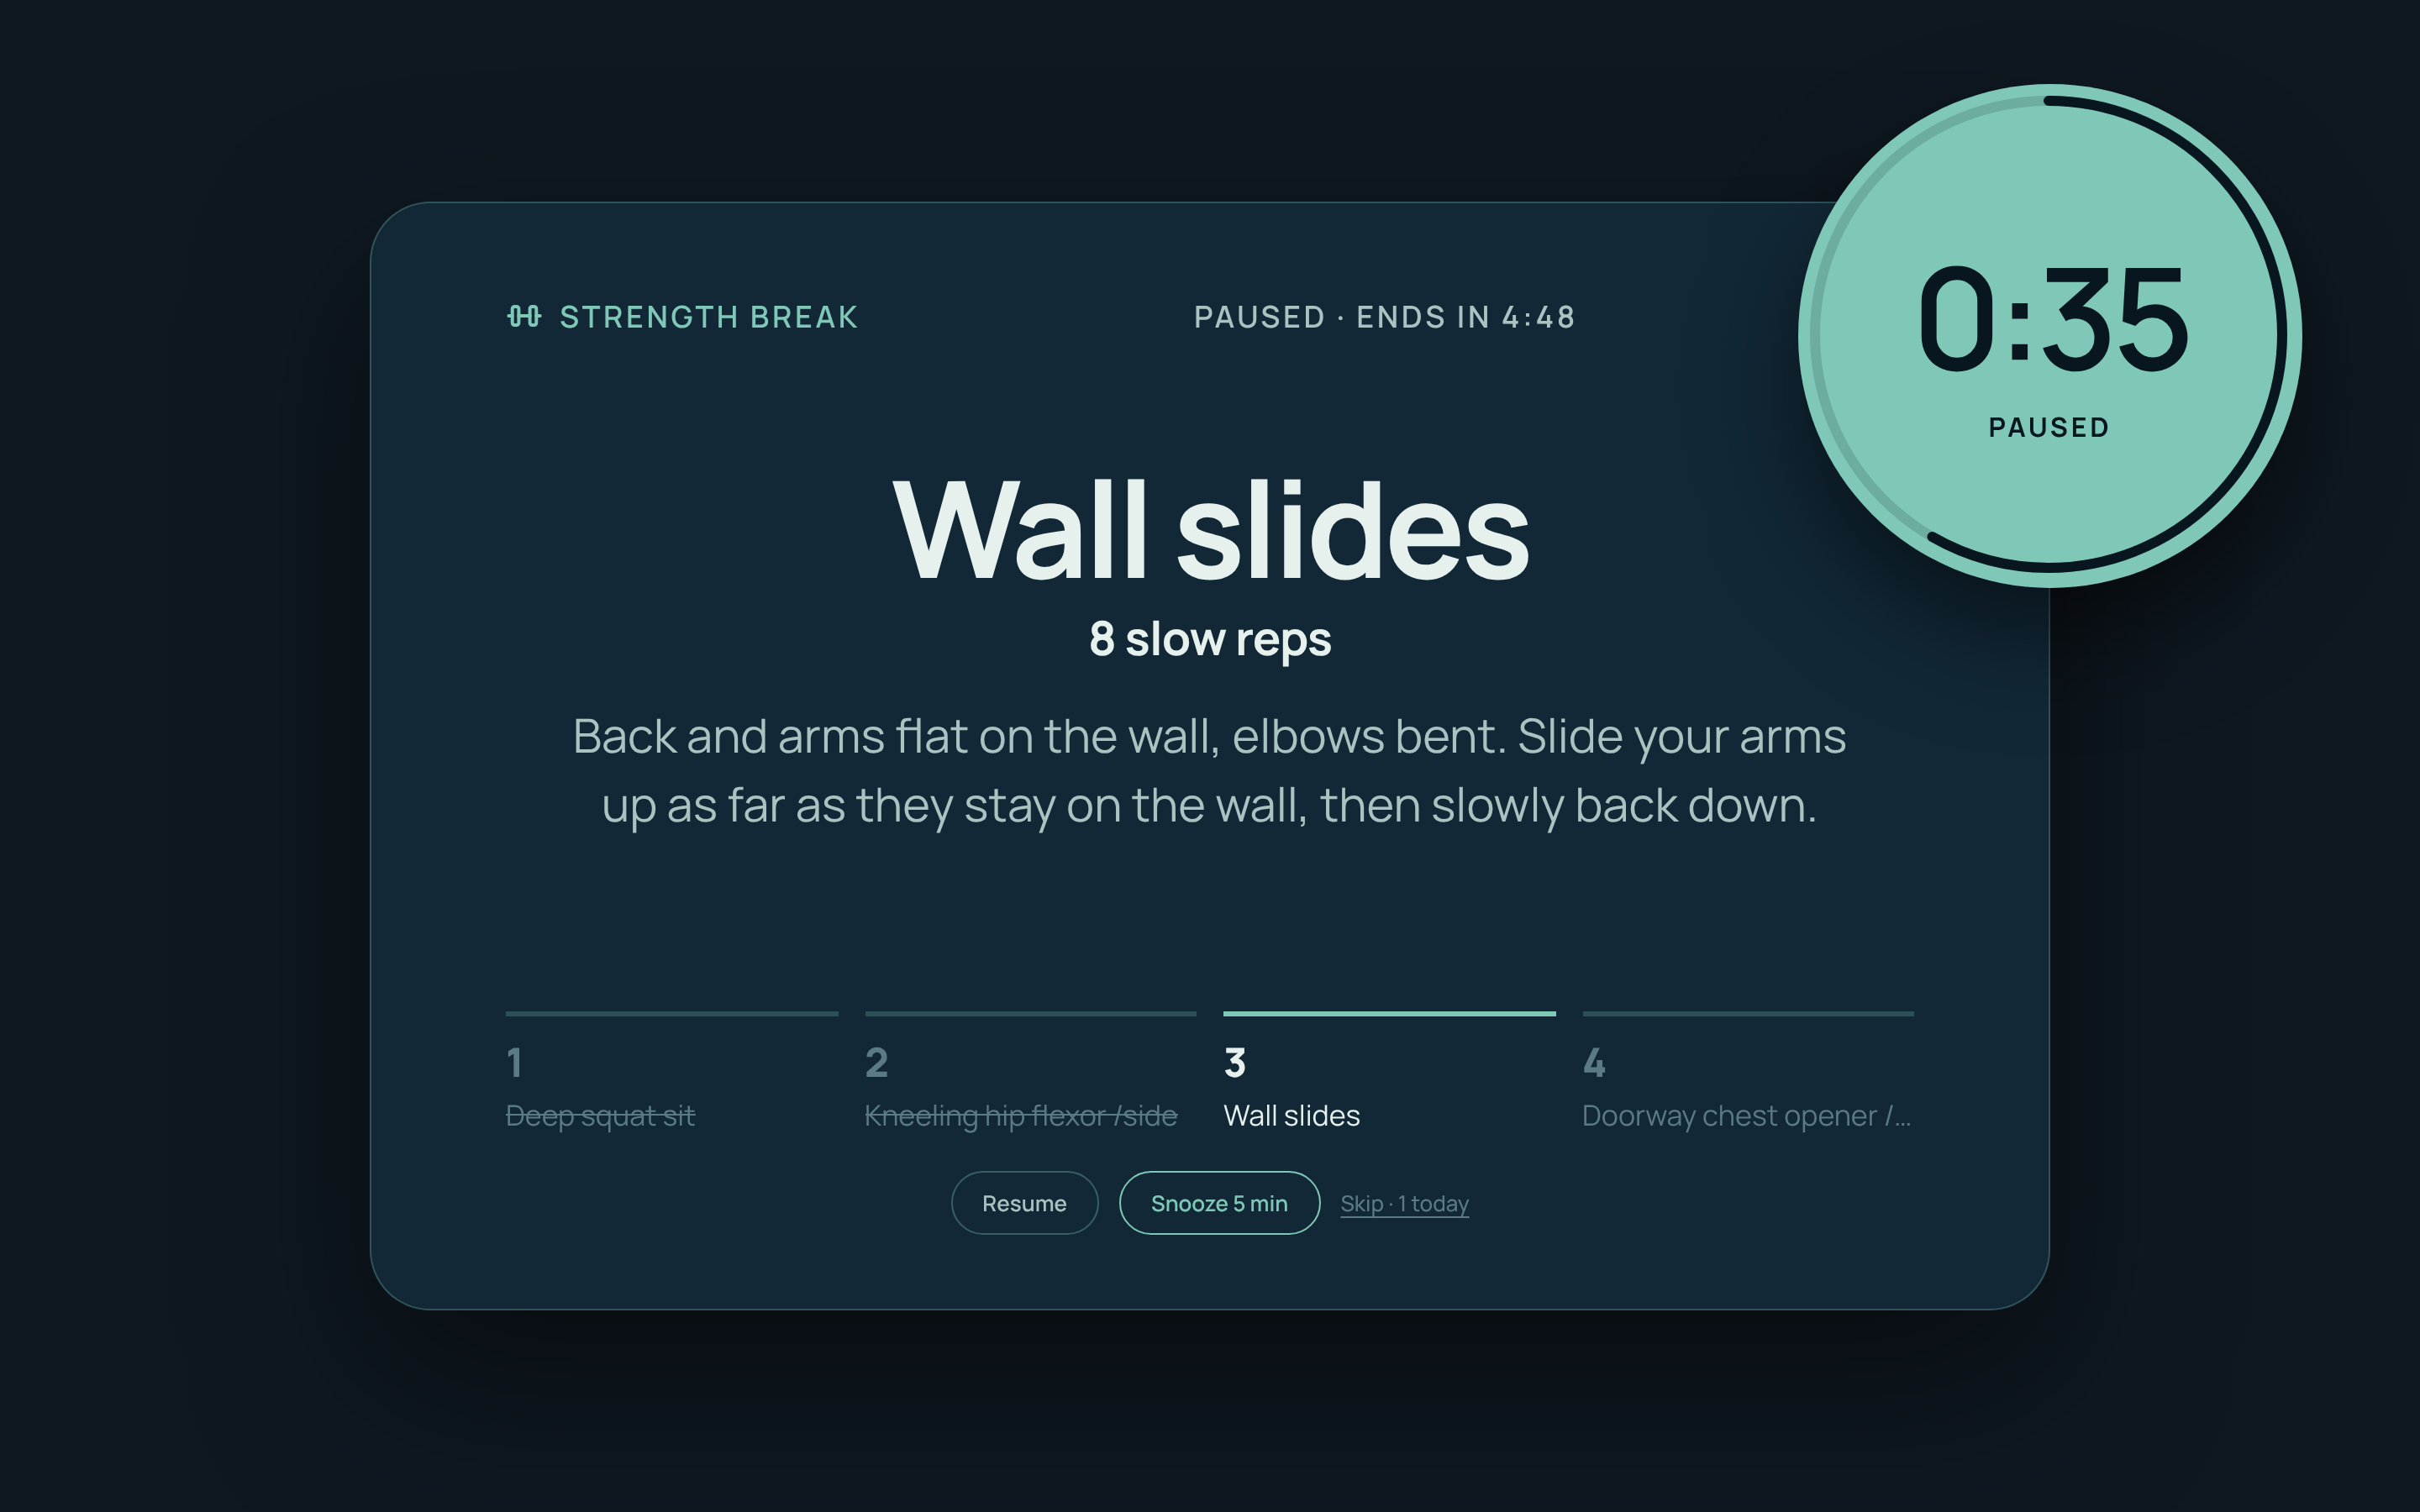 STRENGTH BREAK
PAUSED · ENDS IN 4:48
0:35
PAUSED
Wall slides
8 slow reps
Back and arms flat on the wall, elbows bent. Slide your arms
up as far as they stay on the wall, then slowly back down.
1
Deep squat sit
2
Kneeling hip flexor /side
3
Wall slides
4
Doorway chest opener /...
Resume
Snooze 5 min
Skip · 1 today